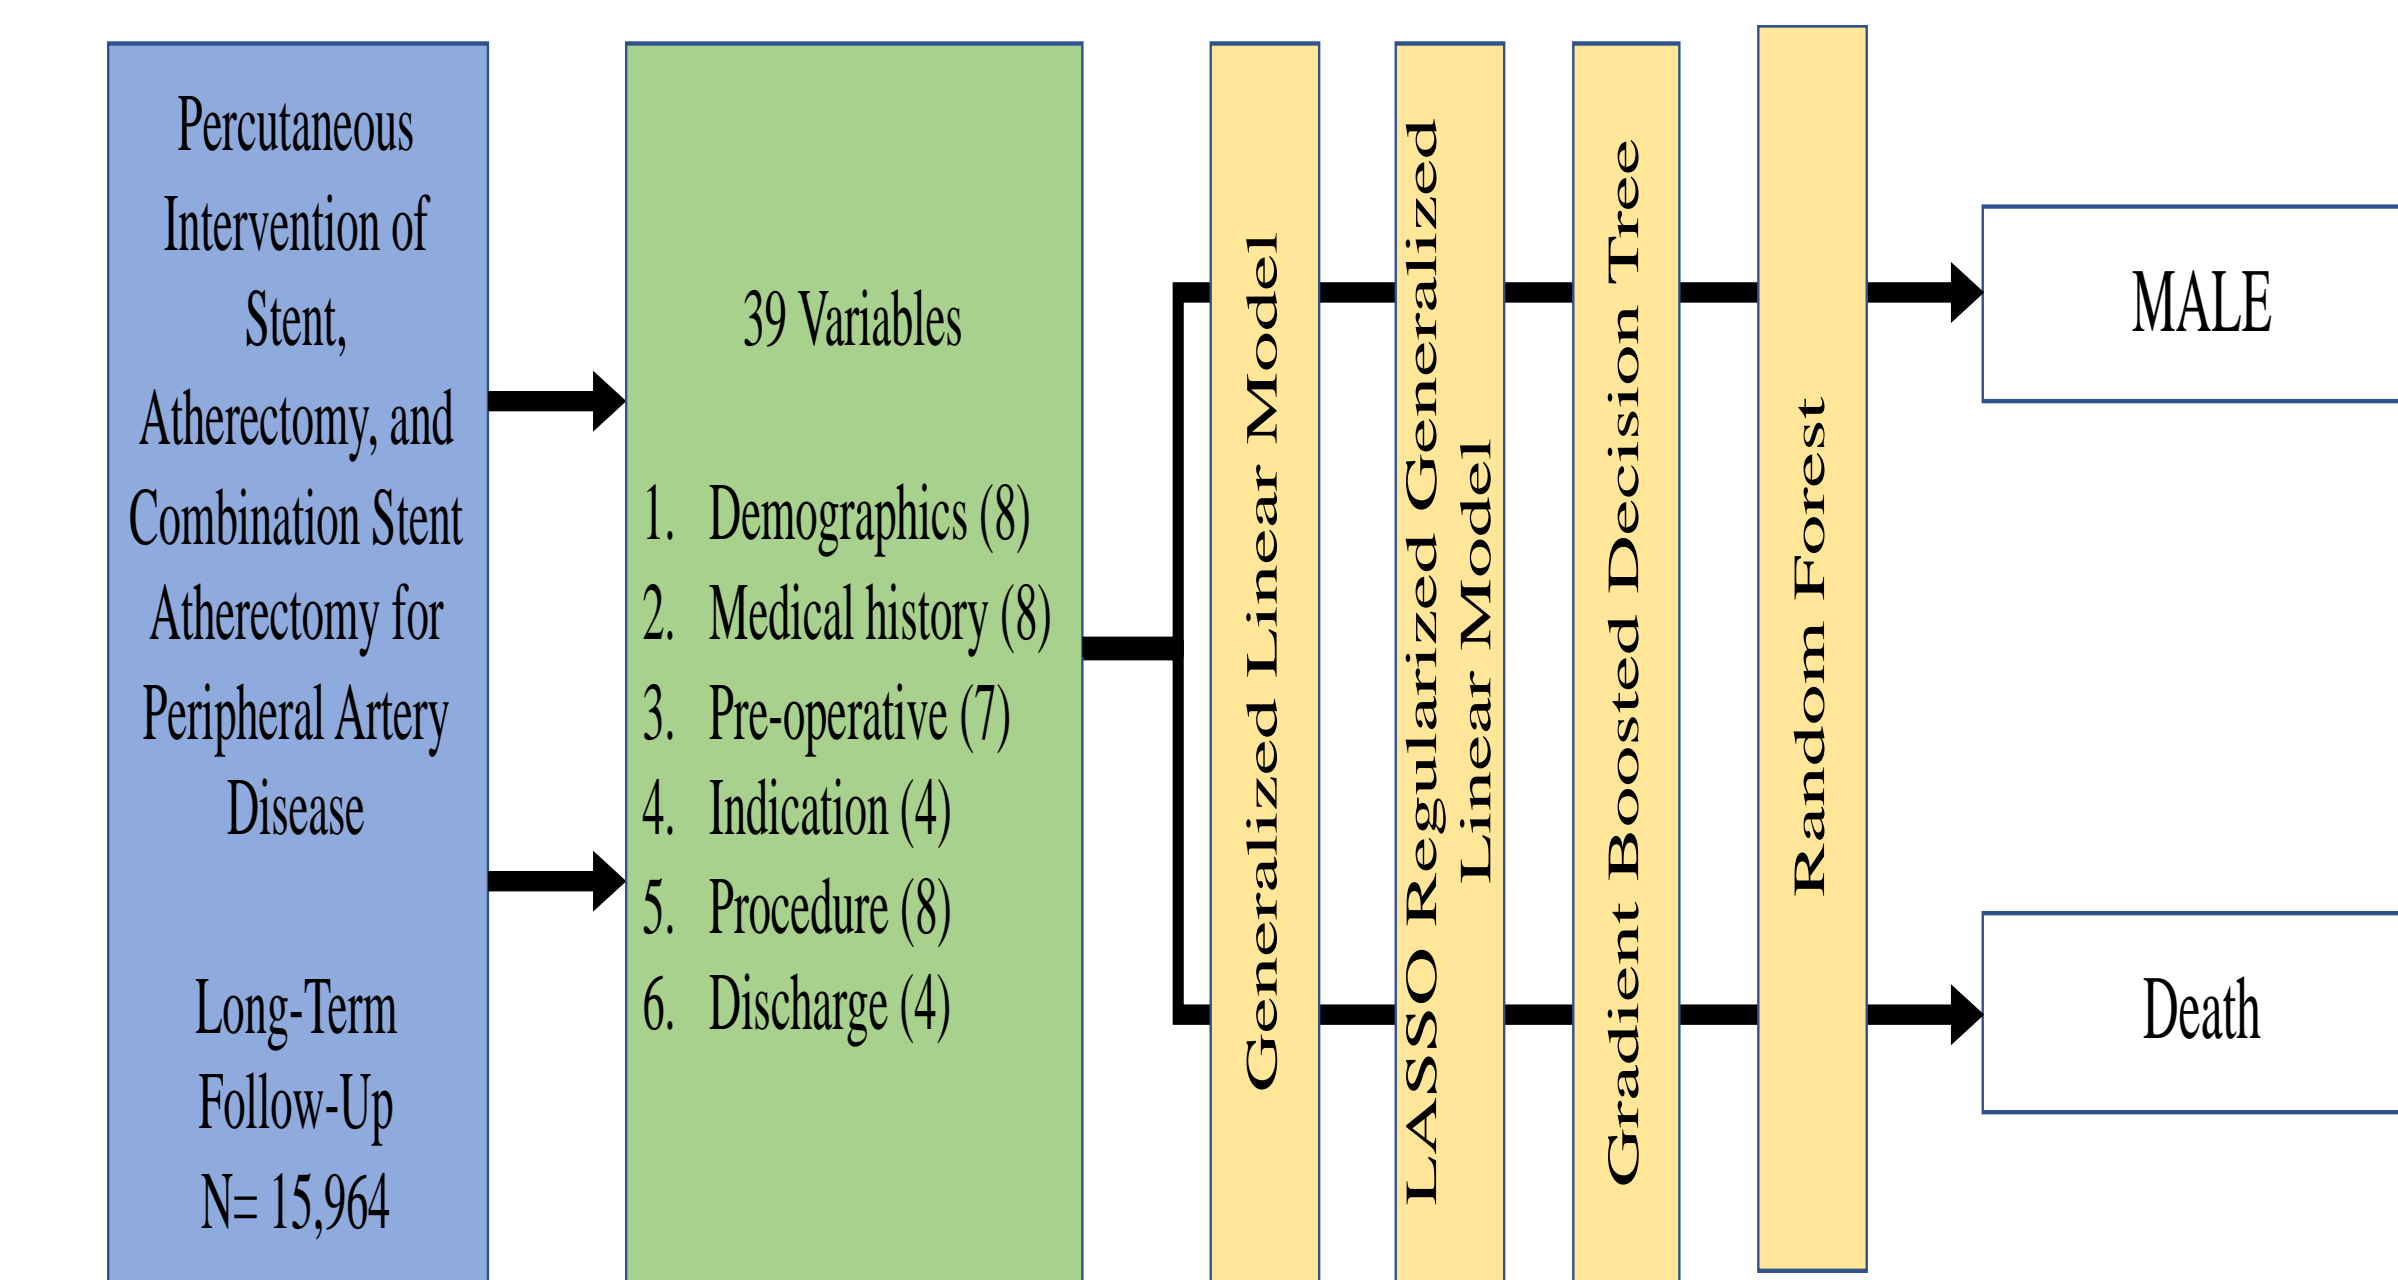 Percutaneous
Intervention of
Stent,
Atherectomy, and
Combination Stent
Atherectomy for
Peripheral Artery
Disease
Long-Term
Follow-Up
N= 15,964
39 Variables
1. Demographics (8)
2. Medical history (8)
3. Pre-operative (7)
4. Indication (4)
5. Procedure (8)
6. Discharge (4)
Generalized Linear Model
LASSO Regularized Generalized
Linear Model
Gradient Boosted Decision Tree
Random Forest
MALE
Death